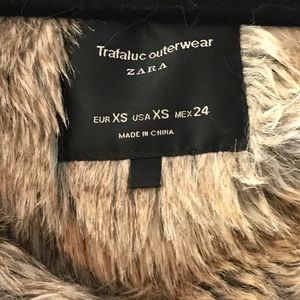 Trafaluc outerwear
ZARA
EUR XS USA XS MEX 24
MADE IN CHINA